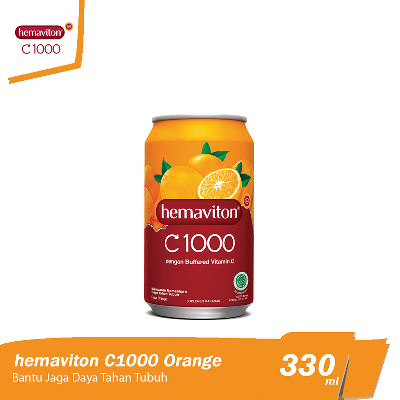 hemaviton
C1000
hemaviton
C1000
dengan Buffered Vitamin C
hemaviton C1000 Orange
Bantu Jaga Daya Tahan Tubuh
330
ml